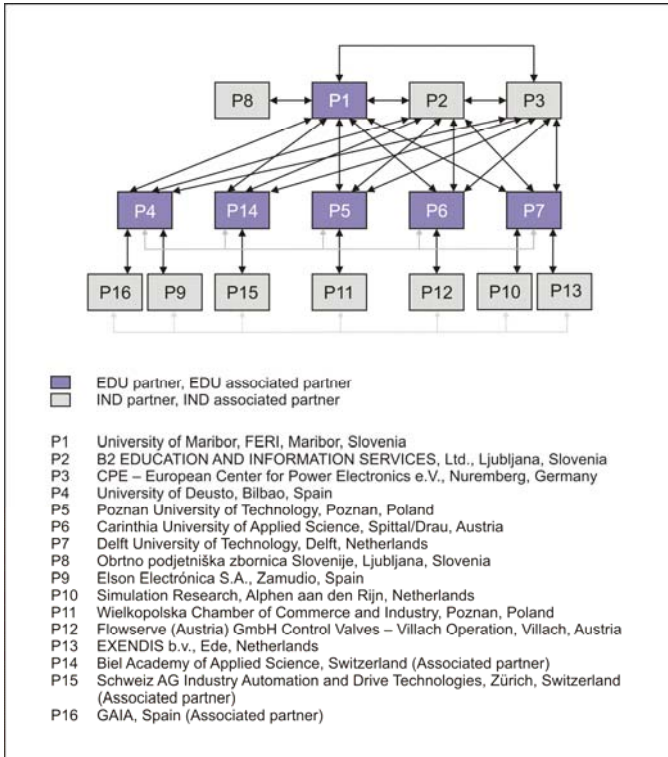 P8 P1 P2 P3
P4 P14 P5 P6 P7
P16 P9 P15 P11 P12 P10 P13
EDU partner, EDU associated partner
IND partner, IND associated partner
P1 University of Maribor, FERI, Maribor, Slovenia
P2 B2 EDUCATION AND INFORMATION SERVICES, Ltd., Ljubljana, Slovenia
P3 CPE – European Center for Power Electronics e.V., Nuremberg, Germany
P4 University of Deusto, Bilbao, Spain
P5 Poznan University of Technology, Poznan, Poland
P6 Carinthia University of Applied Science, Spittal/Drau, Austria
P7 Delft University of Technology, Delft, Netherlands
P8 Obrtno podjetniška zbornica Slovenije, Ljubljana, Slovenia
P9 Elson Electrónica S.A., Zamudio, Spain
P10 Simulation Research, Alphen aan den Rijn, Netherlands
P11 Wielkopolska Chamber of Commerce and Industry, Poznan, Poland
P12 Flowserve (Austria) GmbH Control Valves – Villach Operation, Villach, Austria
P13 EXENDIS b.v., Ede, Netherlands
P14 Biel Academy of Applied Science, Switzerland (Associated partner)
P15 Schweiz AG Industry Automation and Drive Technologies, Zürich, Switzerland
(Associated partner)
P16 GAIA, Spain (Associated partner)